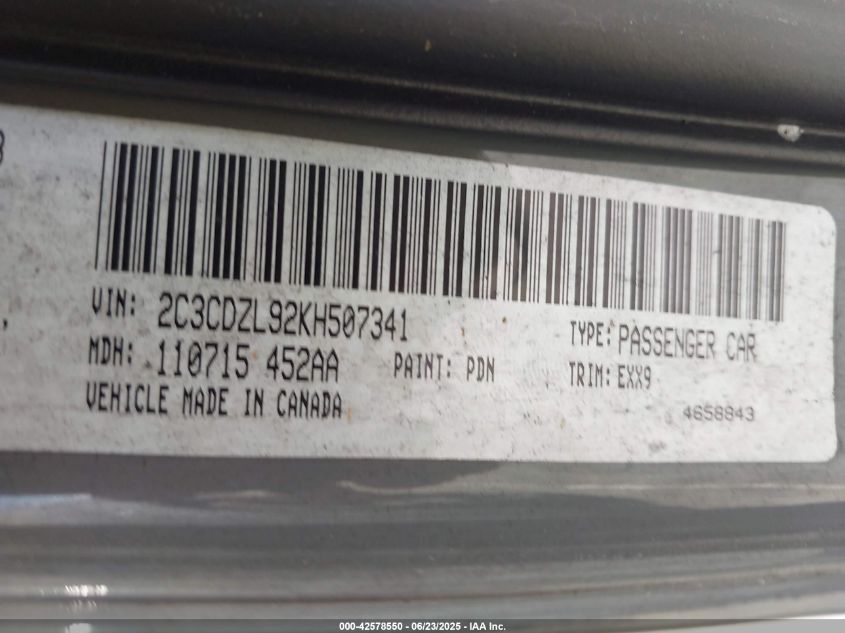 VIN: 2C3CDZL92KH507341
TYPE: PASSENGER CAR
MDH: 110715 452AA
PAINT: PDN
TRIM: EXX9
VEHICLE MADE IN CANADA
4658843
000-42578550 - 06/23/2025 - IAA Inc.